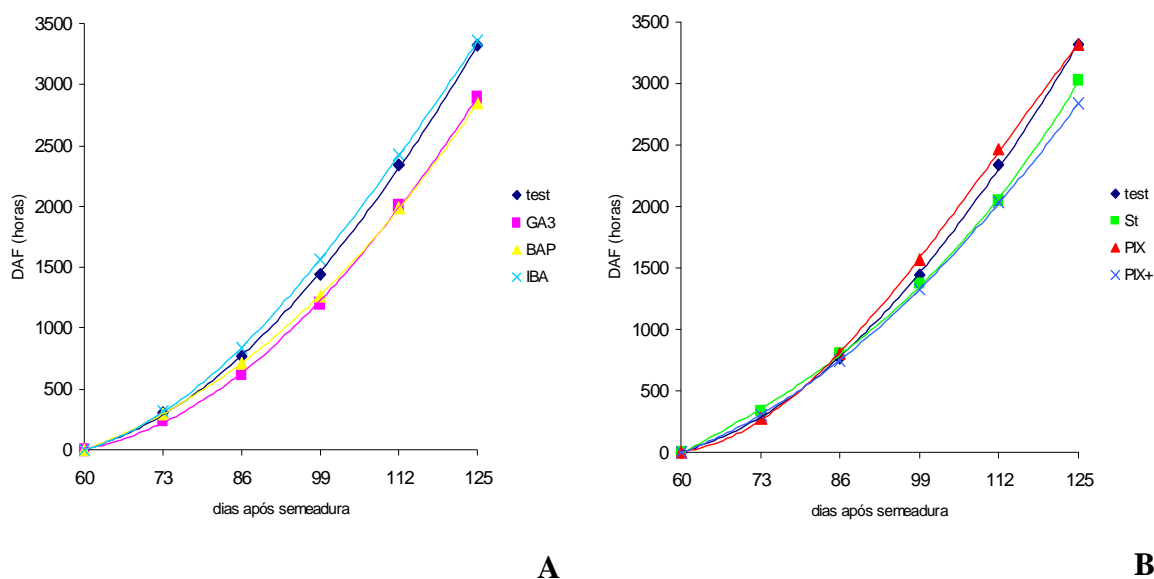 3500
3000
2500
2000
1500
1000
500
0
DAF (horas)
60 73 86 99 112 125
dias após semeadura
test
GA3
BAP
IBA
A
3500
3000
2500
2000
1500
1000
500
0
DAF (horas)
60 73 86 99 112 125
dias após semeadura
test
St
PIX
PIX+
B